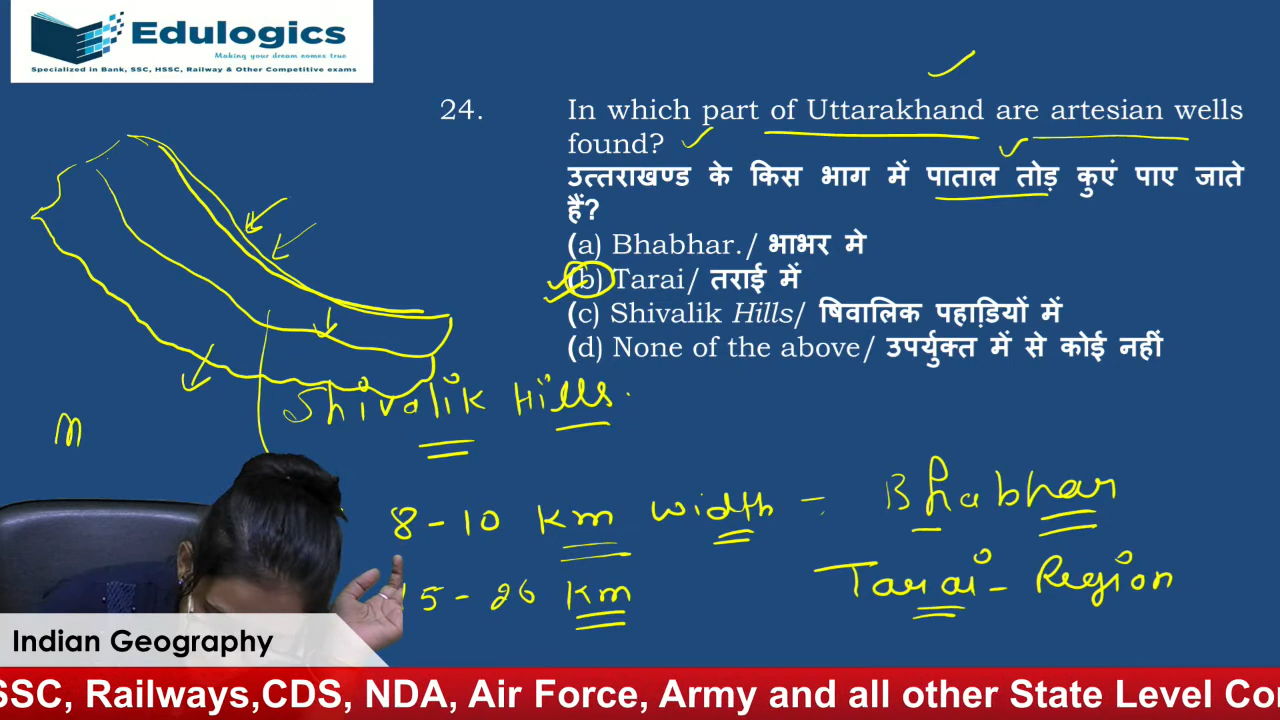 Edulogics
Making your dream comes true
Specialized in Bank, SSC, HSSC, Railway & Other Competitive exams
24. In which part of Uttarakhand are artesian wells
found?
उत्तराखण्ड के किस भाग में पाताल तोड़ कुएं पाए जाते
हैं?
(a) Bhabhar./ भाभर मे
(b) Tarai/ तराई में
(c) Shivalik Hills/ षिवालिक पहाड़ियों में
(d) None of the above/ उपर्युक्त में से कोई नहीं
Shivalik Hills.
m
8-10 Km width = Bhabhar
15-26 Km Tarai - Region
Indian Geography
SSC, Railways,CDS, NDA, Air Force, Army and all other State Level Co